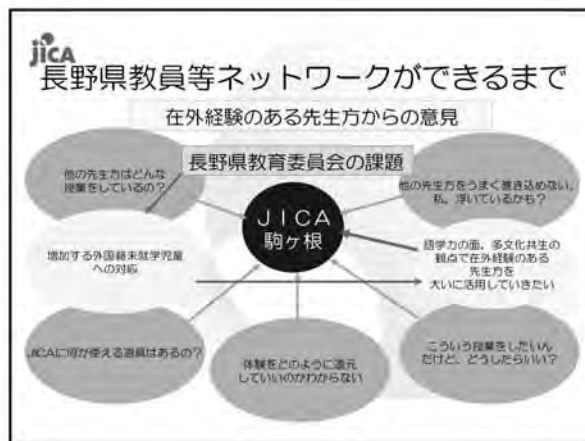 jICA
長野県教員等ネットワークができるまで
在外経験のある先生方からの意見
長野県教育委員会の課題
他の先生方はどんな
授業をしているの？
他の先生方をうまく巻き込めない。
私、浮いているかも？
JICA
駒ヶ根
増加する外国籍未就学児童
への対応
語学力の面、多文化共生の
観点で在外経験のある
先生方を
大いに活用していきたい
JICAに何か使える道具はあるの？
体験をどのように還元
していいのかわからない
こういう授業をしたいん
だけど、どうしたらいい？